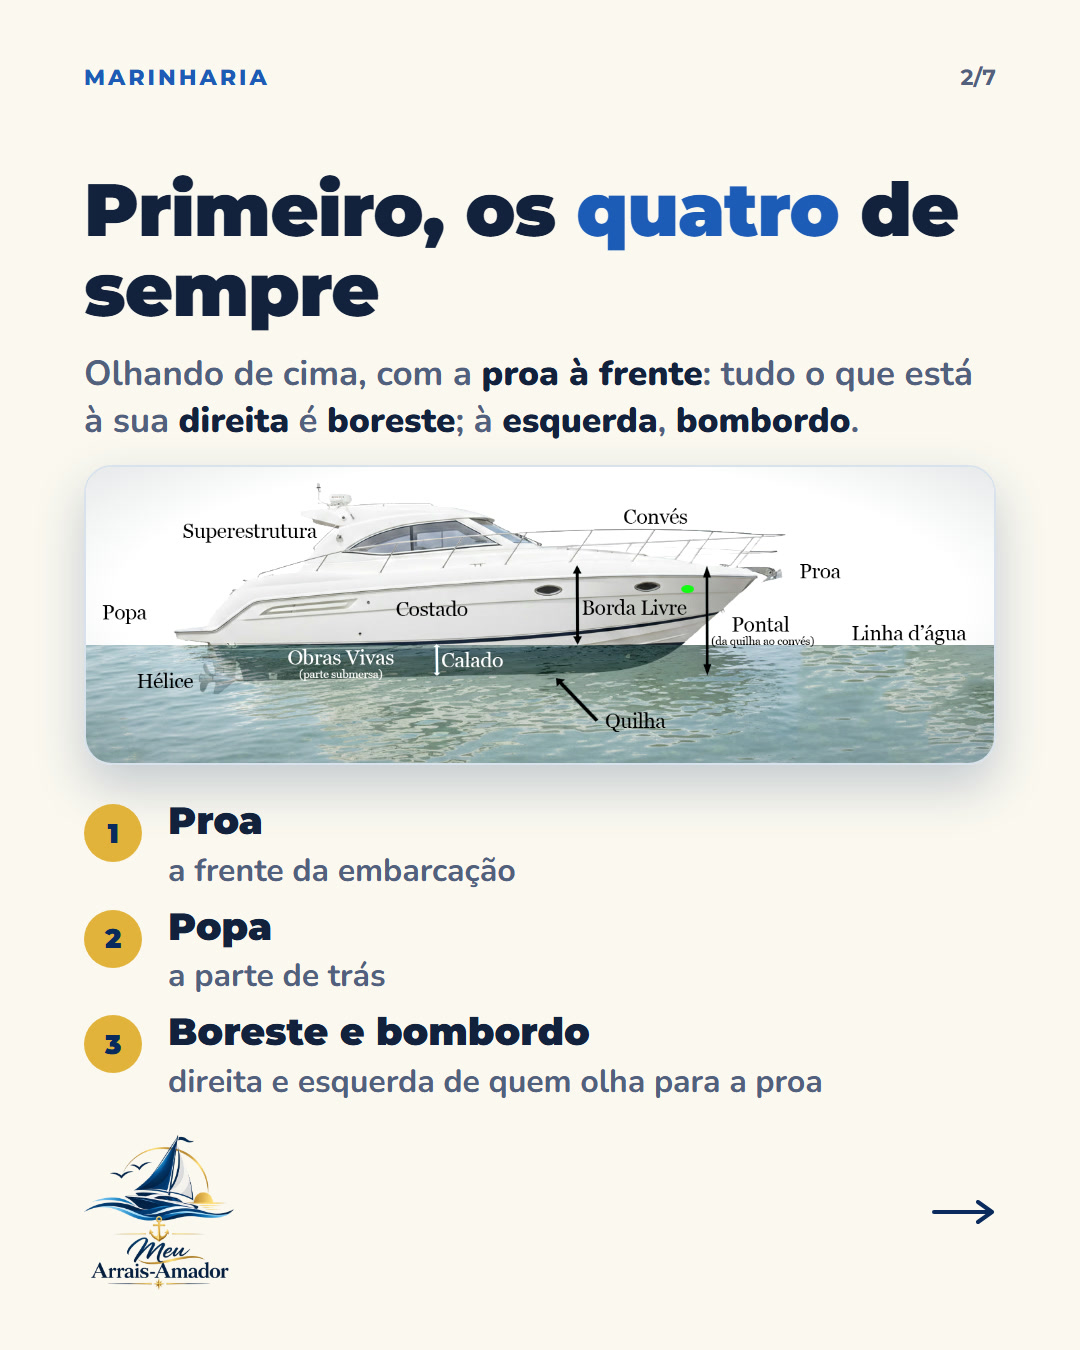 MARINHARIA
2/7
Primeiro, os quatro de
sempre
Olhando de cima, com a proa à frente: tudo o que está
à sua direita é boreste; à esquerda, bombordo.
Superestrutura
Convés
Proa
Popa
Costado
Borda Livre
Pontal
(da quilha ao convés)
Linha d'água
Obras Vivas
(parte submersa)
Calado
Hélice
Quilha
1
Proa
a frente da embarcação
2
Popa
a parte de trás
3
Boreste e bombordo
direita e esquerda de quem olha para a proa
Meu
Arrais-Amador